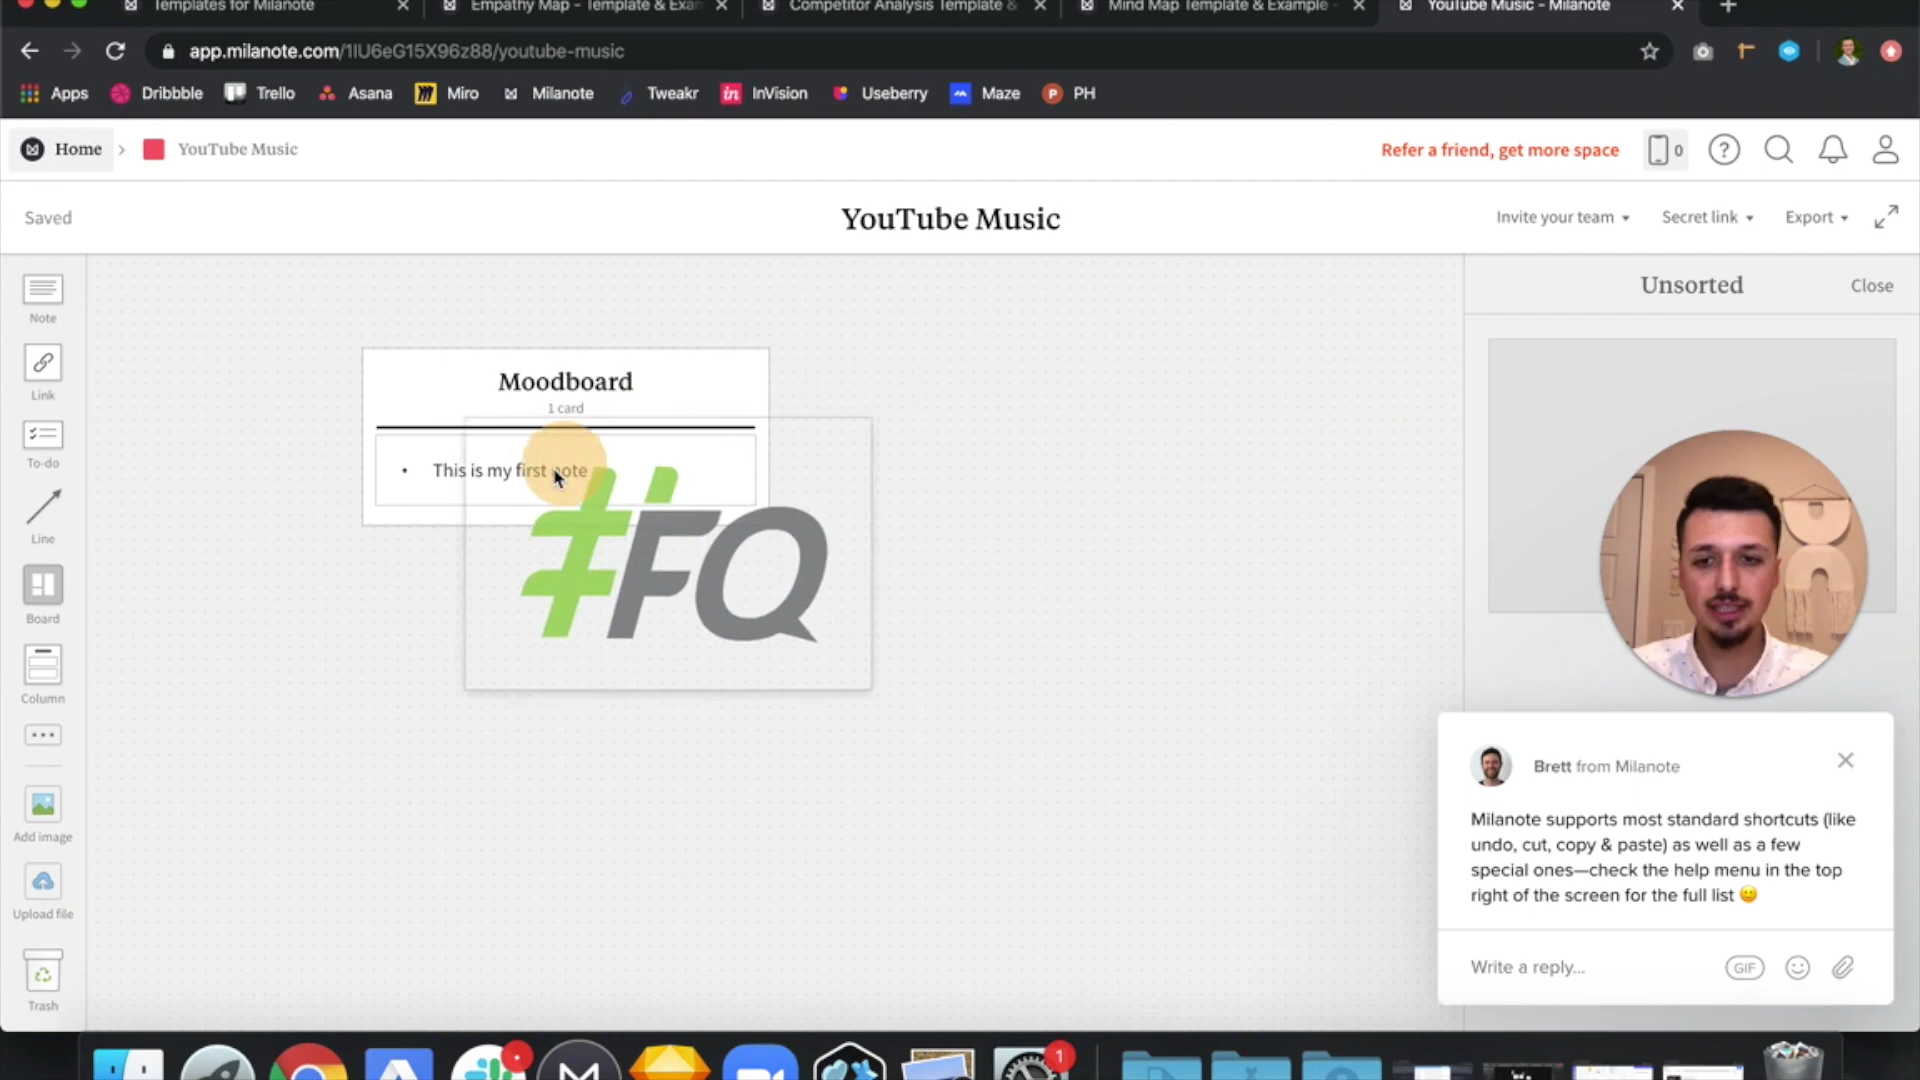 Templates for Milanote
Empathy Map - Template & Exar
Competitor Analysis Template &
Mind Map Template & Example -
YouTube Music - Milanote
app.milanote.com/1lU6eG15X96z88/youtube-music
Apps
Dribbble
Trello
Asana
Miro
Milanote
Tweakr
in InVision
Useberry
Maze
P PH
Home > YouTube Music
Refer a friend, get more space
0
?
Saved
YouTube Music
Invite your team
Secret link
Export
Note
Link
To-do
Line
Board
Column
Add image
Upload file
Trash
Moodboard
1 card
• This is my first note
#FQ
Unsorted
Close
Brett from Milanote
Milanote supports most standard shortcuts (like
undo, cut, copy & paste) as well as a few
special ones—check the help menu in the top
right of the screen for the full list 🙂
Write a reply...
GIF
1